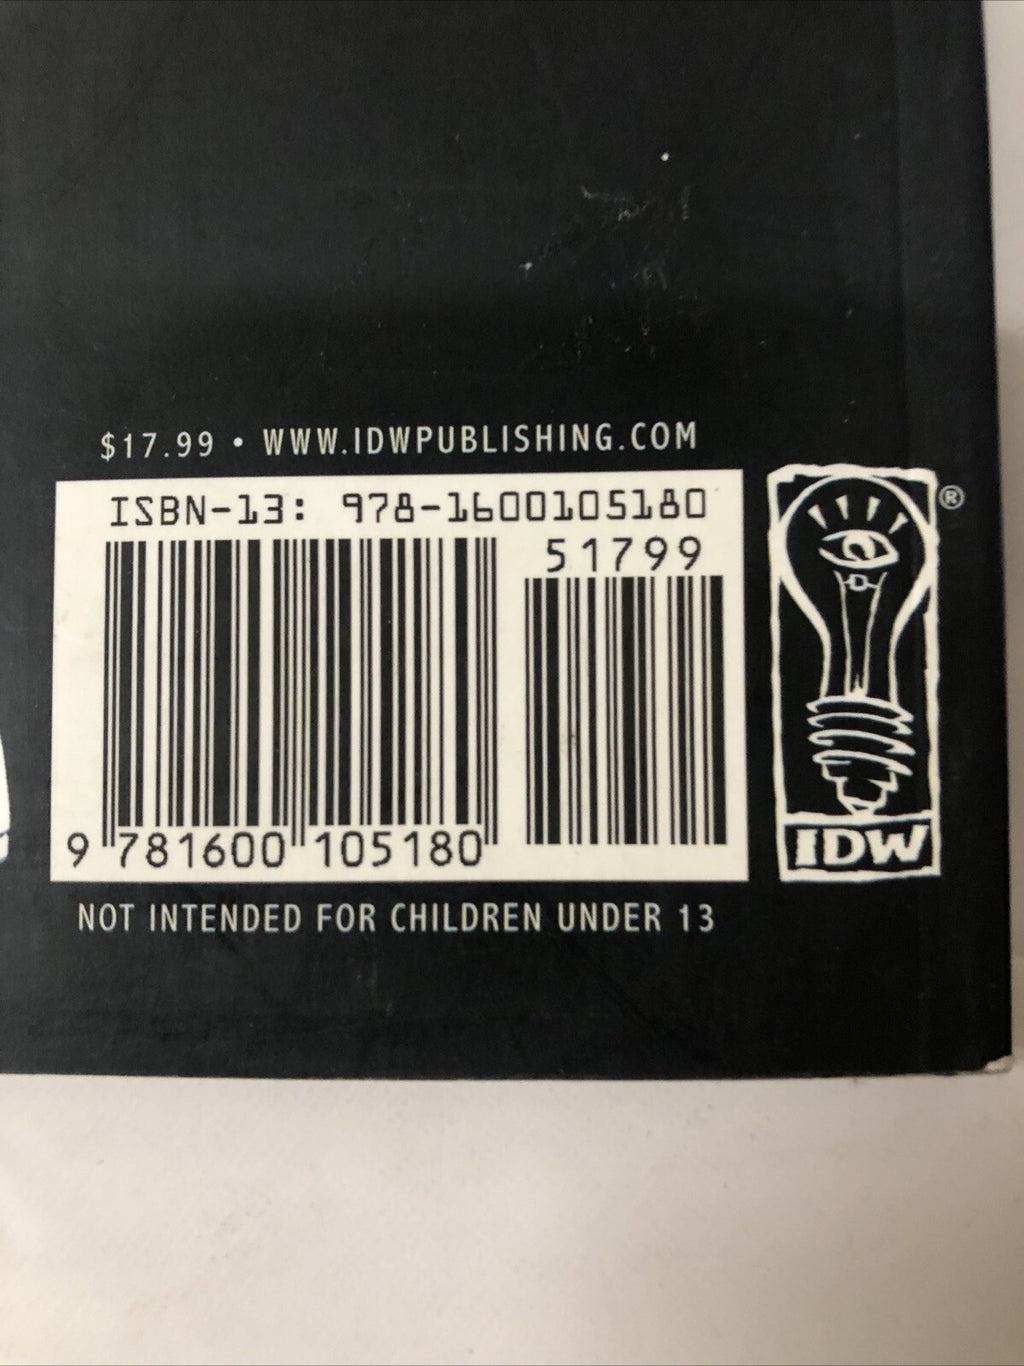 $17.99 • WWW.IDWPUBLISHING.COM
ISBN-13: 978-1600105180
51799
9 781600 105180
®
IDW
NOT INTENDED FOR CHILDREN UNDER 13